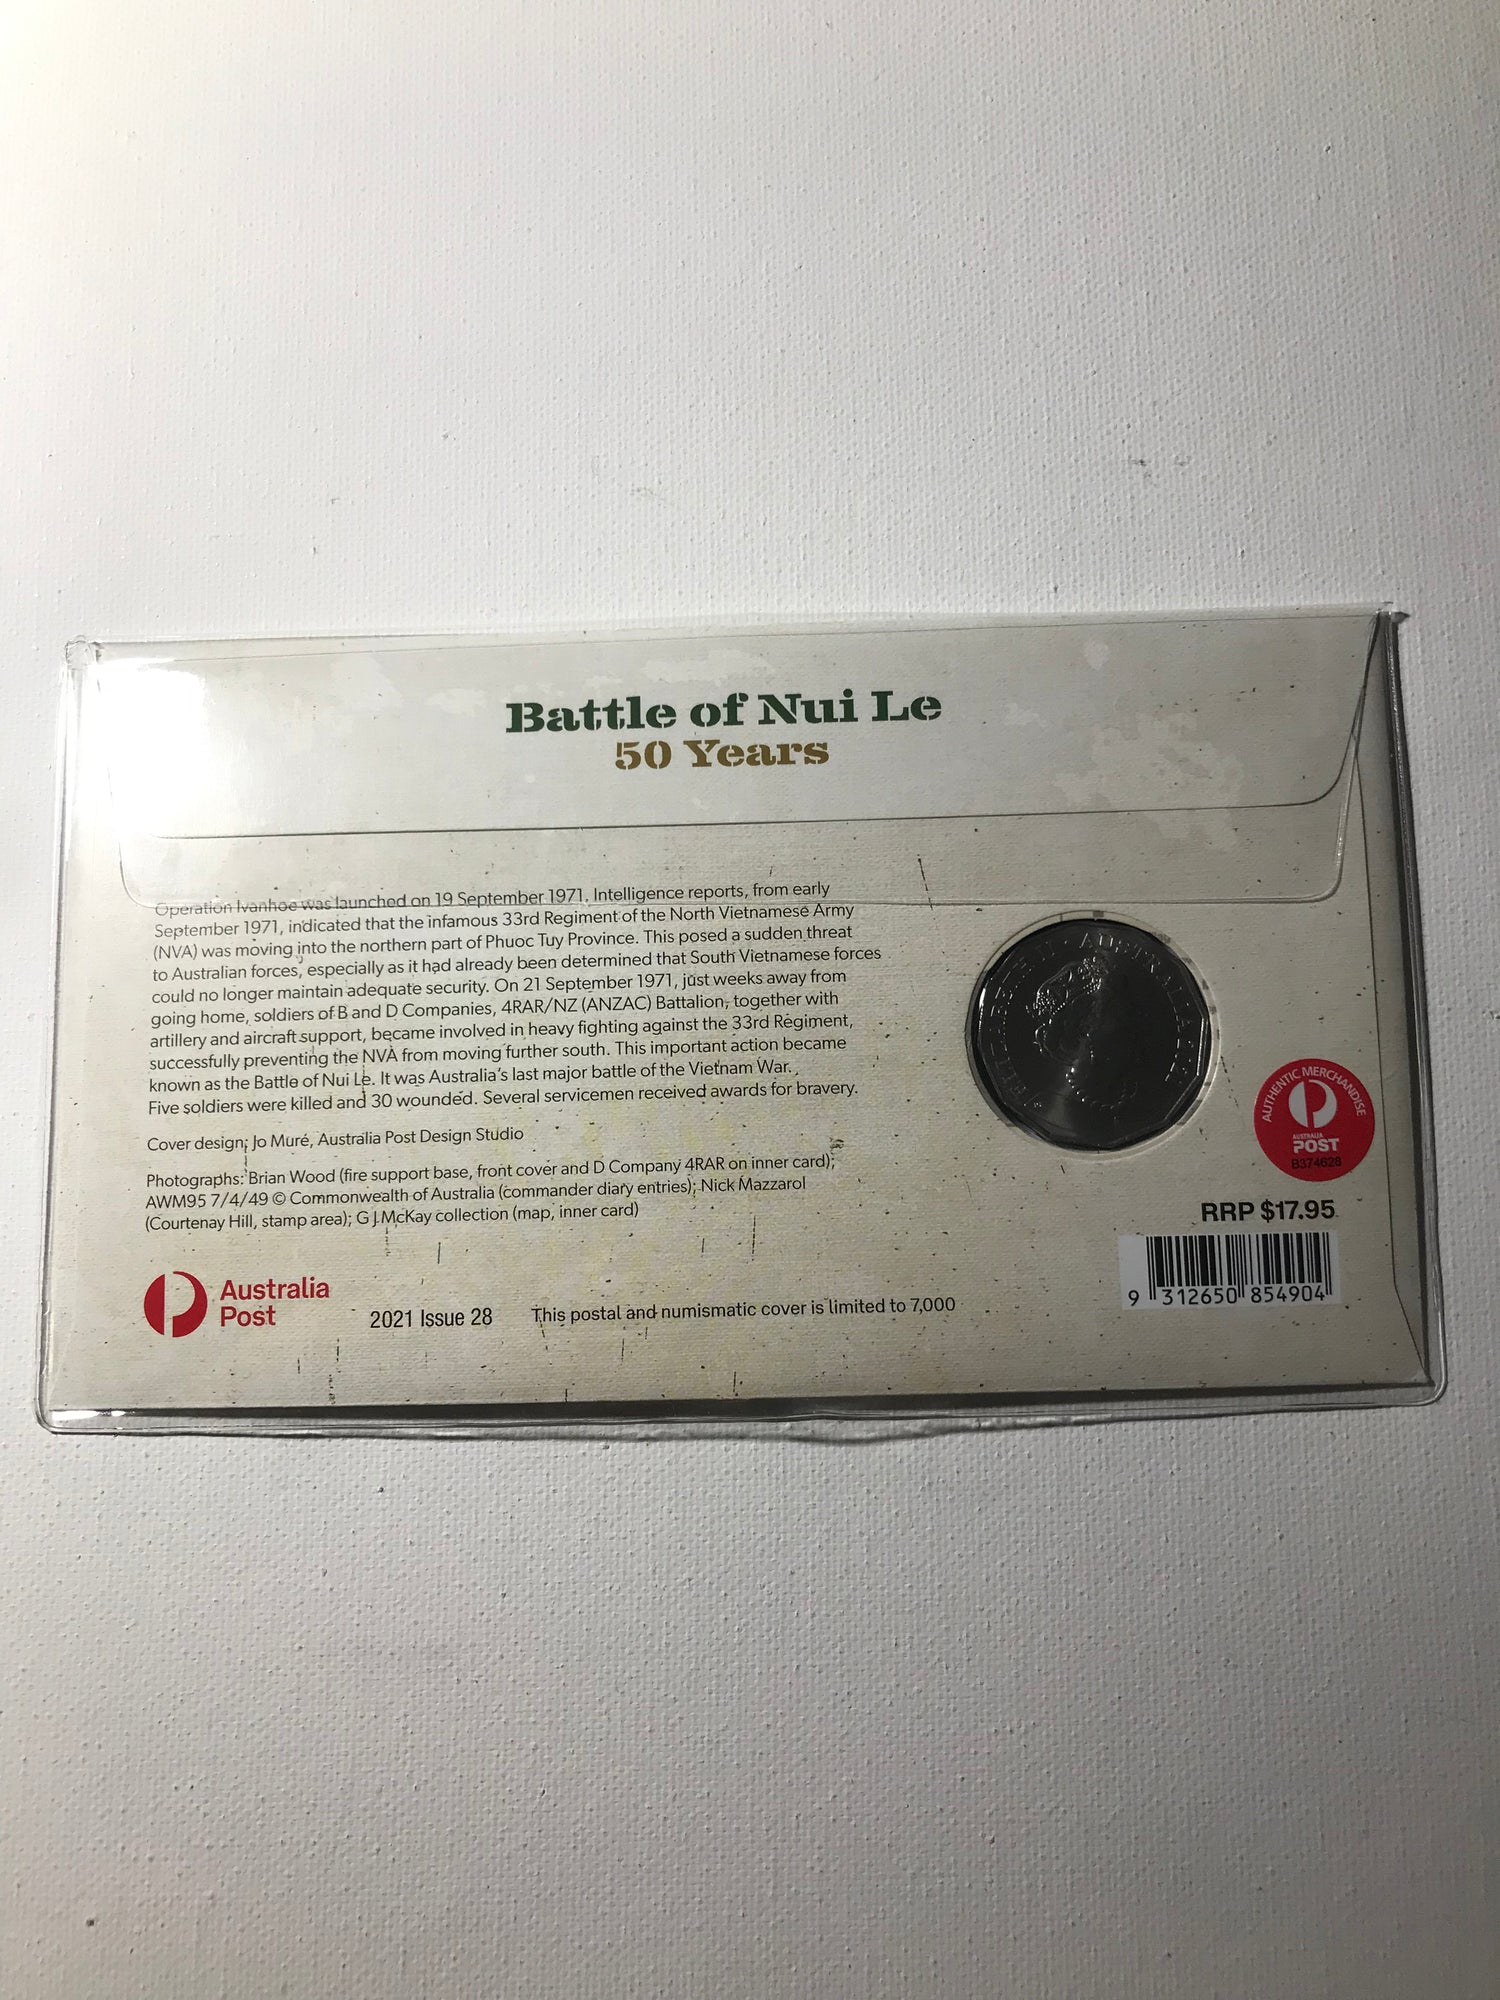 Battle of Nui Le
50 Years
Operation Ivanhoe was launched on 19 September 1971. Intelligence reports, from early
September 1971, indicated that the infamous 33rd Regiment of the North Vietnamese Army
(NVA) was moving into the northern part of Phuoc Tuy Province. This posed a sudden threat
to Australian forces, especially as it had already been determined that South Vietnamese forces
could no longer maintain adequate security. On 21 September 1971, just weeks away from
going home, soldiers of B and D Companies, 4RAR/NZ (ANZAC) Battalion, together with
artillery and aircraft support, became involved in heavy fighting against the 33rd Regiment,
successfully preventing the NVA from moving further south. This important action became
known as the Battle of Nui Le. It was Australia's last major battle of the Vietnam War.
Five soldiers were killed and 30 wounded. Several servicemen received awards for bravery.
Cover design: Jo Muré, Australia Post Design Studio
Photographs: Brian Wood (fire support base, front cover and D Company 4RAR on inner card);
AWM95 7/4/49 © Commonwealth of Australia (commander diary entries); Nick Mazzarol
(Courtenay Hill, stamp area); G J McKay collection (map, inner card)
Australia
Post
2021 Issue 28
This postal and numismatic cover is limited to 7,000
ELIZABETH II · AUSTRALIA 2021
AUTHENTIC MERCHANDISE
AUSTRALIA
POST
B374628
RRP $17.95
9 312650 854904